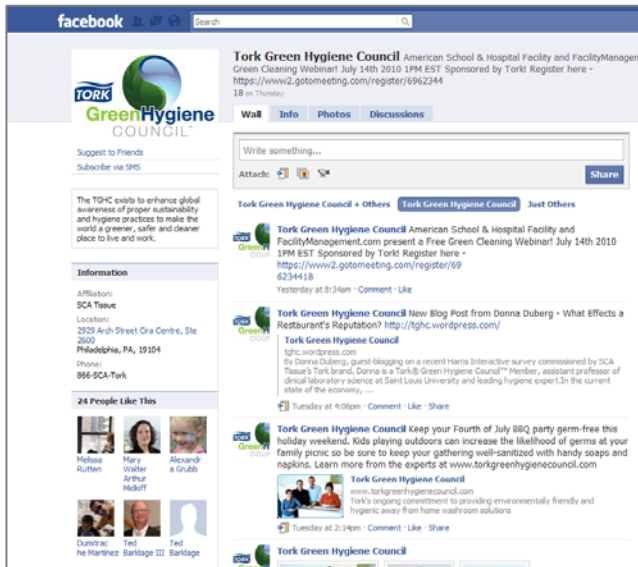 facebook
Search
TORK
GreenHygiene
COUNCIL
Suggest to Friends
Subscribe via SMS
The TGHC exists to enhance global
awareness of proper sustainability
and hygiene practices to make the
world a greener, safer and cleaner
place to live and work.
Information
Affiliation:
SCA Tissue
Location:
2929 Arch Street Cira Centre, Ste
2600
Philadelphia, PA, 19104
Phone:
866-SCA-Tork
24 People Like This
Melissa
Rutten
Mary
Walter
Arthur
Midkiff
Alexandr
a Grubb
Dumitrac
he Martinez
Ted
Barklage III
Ted
Barklage
Tork Green Hygiene Council American School & Hospital Facility and FacilityManagem
Green Cleaning Webinar! July 14th 2010 1PM EST Sponsored by Tork! Register here -
https://www2.gotomeeting.com/register/6962344
18 on Thursday
Wall Info Photos Discussions
Write something...
Attach:
Share
Tork Green Hygiene Council + Others Tork Green Hygiene Council Just Others
Tork Green Hygiene Council American School & Hospital Facility and
FacilityManagement.com present a Free Green Cleaning Webinar! July 14th 2010
1PM EST Sponsored by Tork! Register here -
https://www2.gotomeeting.com/register/69
6234418
Yesterday at 8:34am · Comment · Like
Tork Green Hygiene Council New Blog Post from Donna Duberg - What Effects a
Restaurant's Reputation? http://tghc.wordpress.com/
Tork Green Hygiene Council
tghc.wordpress.com
By Donna Duberg, guest-blogging on a recent Harris Interactive survey commissioned by SCA
Tissue's Tork brand. Donna is a Tork® Green Hygiene Council™ Member, assistant professor of
clinical laboratory science at Saint Louis University and leading hygiene expert.In the current
state of the economy, ...
Tuesday at 4:06pm · Comment · Like · Share
Tork Green Hygiene Council Keep your Fourth of July BBQ party germ-free this
holiday weekend. Kids playing outdoors can increase the likelihood of germs at your
family picnic so be sure to keep your gathering well-sanitized with handy soaps and
napkins. Learn more from the experts at www.torkgreenhygienecouncil.com
Tork Green Hygiene Council
www.torkgreenhygienecouncil.com
Tork's ongoing commitment to providing environmentally friendly and
hygienic away from home washroom solutions
Tuesday at 2:14pm · Comment · Like · Share
Tork Green Hygiene Council